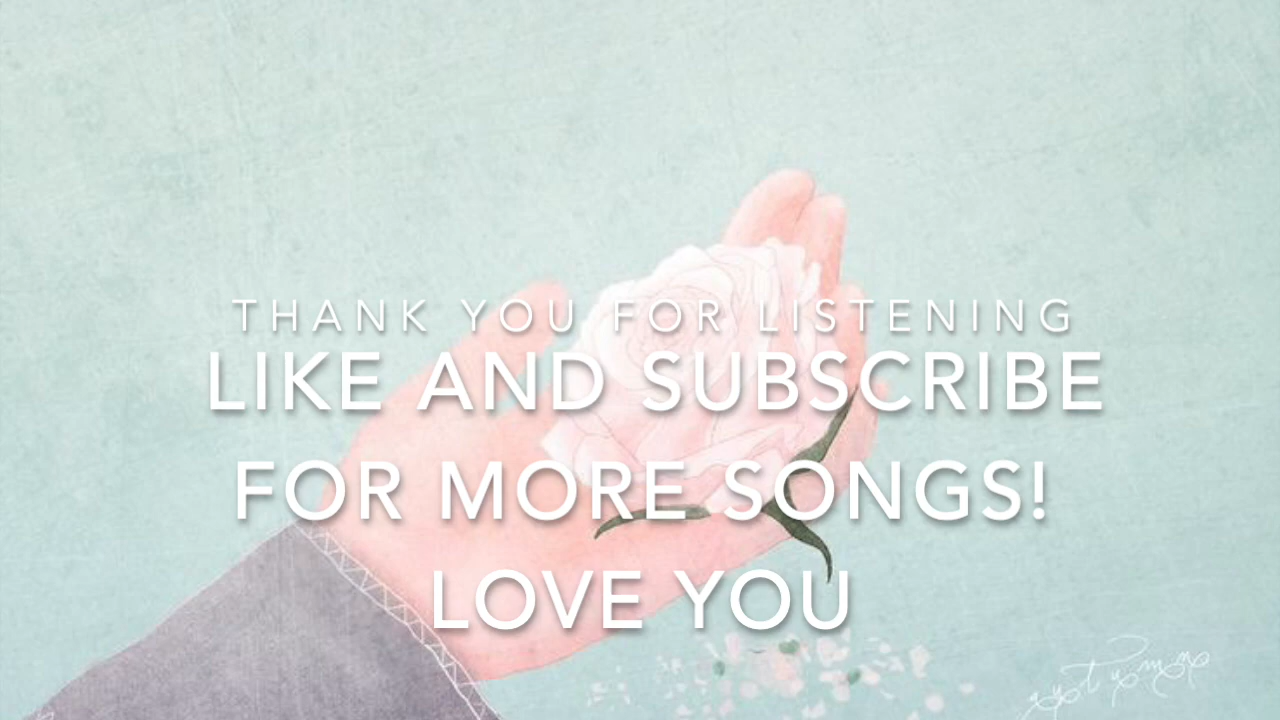 THANK YOU FOR LISTENING
LIKE AND SUBSCRIBE
FOR MORE SONGS!
LOVE YOU